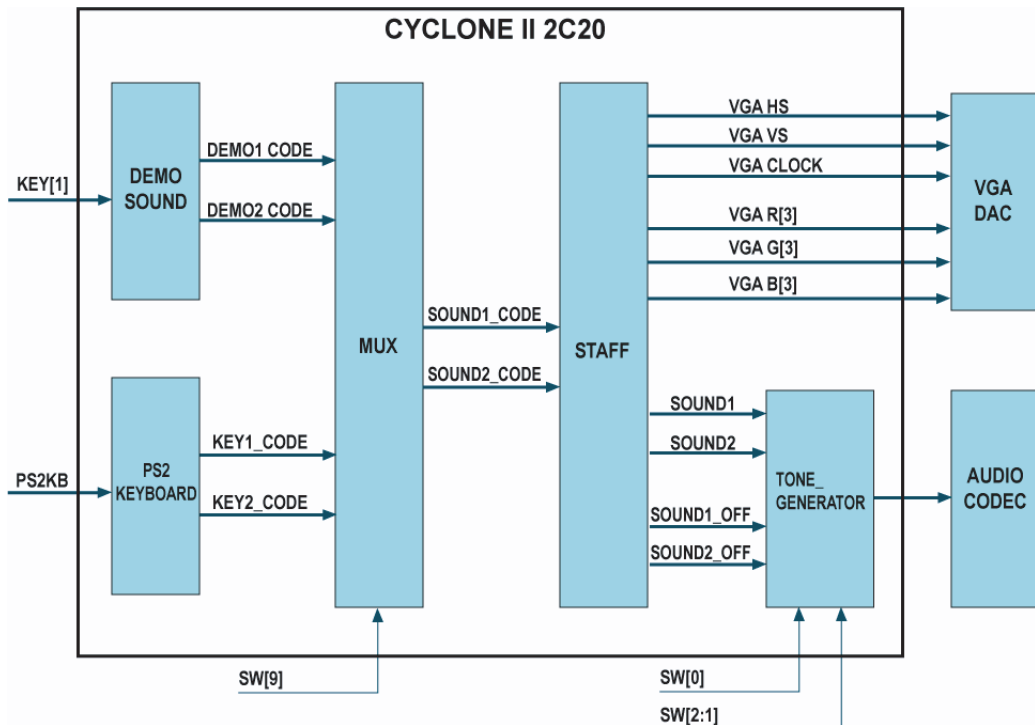 CYCLONE II 2C20
KEY[1]
DEMO
SOUND
DEMO1 CODE
DEMO2 CODE
PS2KB
PS2
KEYBOARD
KEY1_CODE
KEY2_CODE
MUX
SW[9]
SOUND1_CODE
SOUND2_CODE
STAFF
VGA HS
VGA VS
VGA CLOCK
VGA R[3]
VGA G[3]
VGA B[3]
VGA
DAC
SOUND1
SOUND2
SOUND1_OFF
SOUND2_OFF
TONE_
GENERATOR
AUDIO
CODEC
SW[0]
SW[2:1]